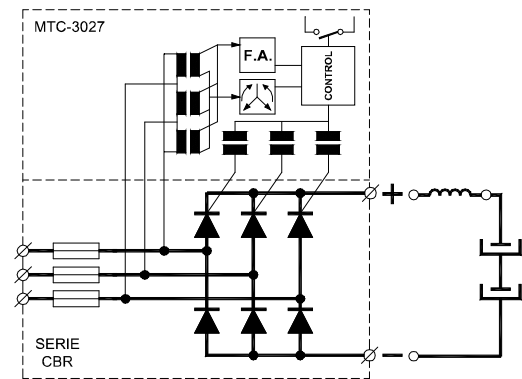 MTC-3027
F.A.
CONTROL
+
−
SERIE
CBR